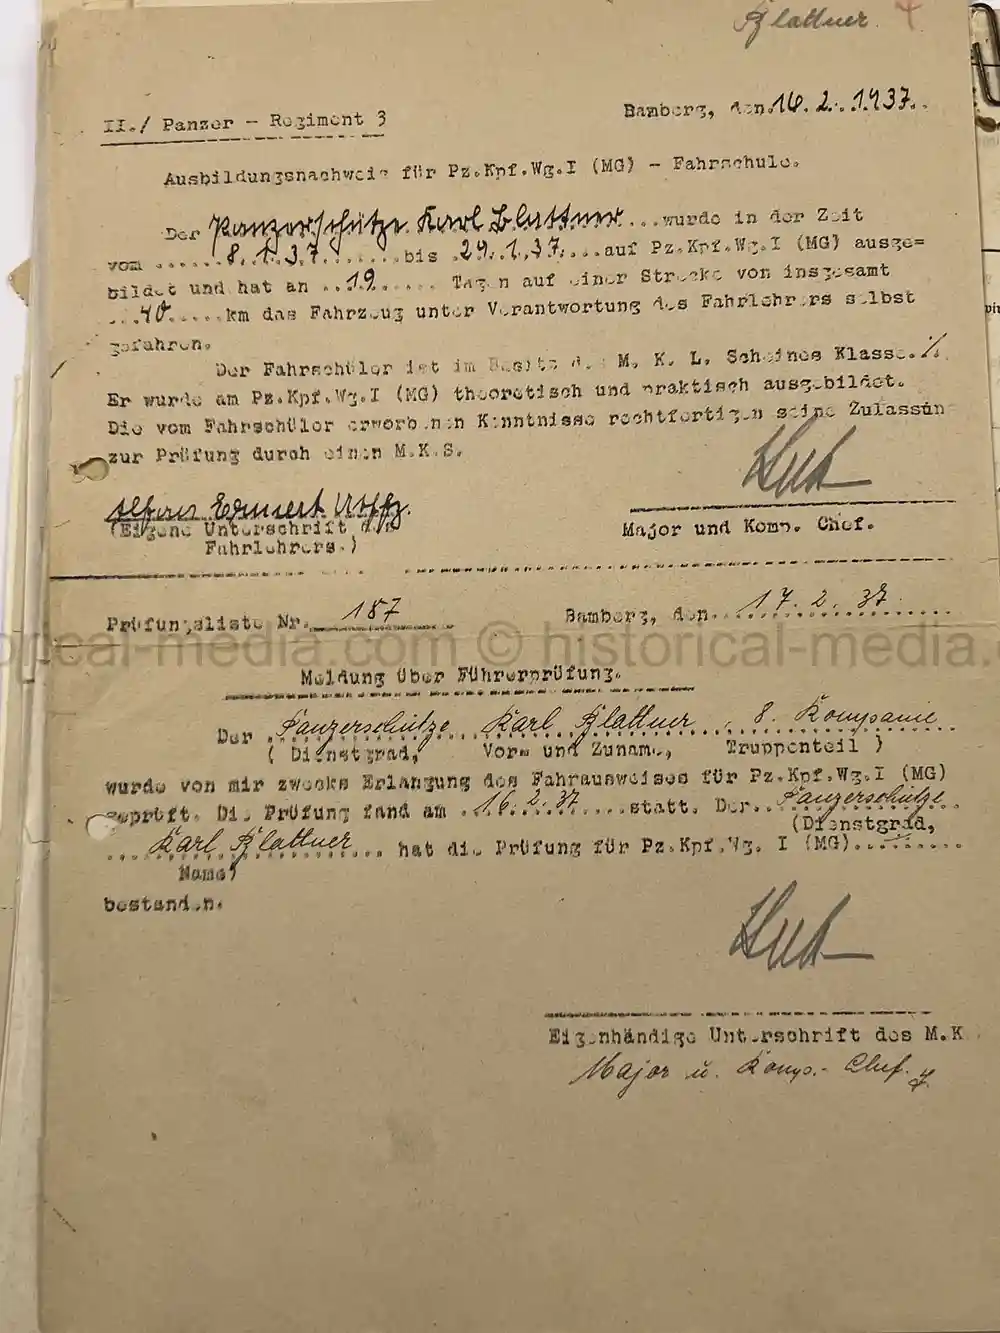 Blattner
II./ Panzer - Regiment 3
Bamberg, den 16.2.1937.
Ausbildungsnachweis für Pz.Kpf.Wg.I (MG) - Fahrschule.
Der Panzerschütze Karl Blattner...wurde in der Zeit
vom ......8.1.37.......bis .29.1.37....auf Pz.Kpf.Wg.I (MG) ausge=
bildet und hat an ..19...... Tagen auf einer Strecke von insgesamt
...40.....km das Fahrzeug unter Verantwortung des Fahrlehrers selbst
gefahren.
Der Fahrschüler ist im Besitz des M. K. L. Scheines Klasse./.
Er wurde am Pz.Kpf.Wg.I (MG) theoretisch und praktisch ausgebildet.
Die vom Fahrschüler erworbenen Kenntnisse rechtfertigen seine Zulassun
zur Prüfung durch einen M.K.S.
Uffz.
(Eigene Unterschrift des
Fahrlehrers.)
Major und Komp. Chef.
Prüfungsliste Nr. 187
Bamberg, den 17.2.37.
historical-media.com © historical-media.
Meldung über Führerprüfung.
Der Panzerschütze Karl Blattner, 8. Kompanie
( Dienstgrad, Vor= und Zuname, Truppenteil )
wurde von mir zwecks Erlangung des Fahrausweises für Pz.Kpf.Wg.I (MG)
geprüft. Die Prüfung fand am ..16.2.37......statt. Der..Panzerschütze..
(Dienstgrad,
....Karl Blattner... hat die Prüfung für Pz.Kpf.Wg. I (MG).........
Name)
bestanden.
Eigenhändige Unterschrift des M.K
Major u. Komp.- Chef.